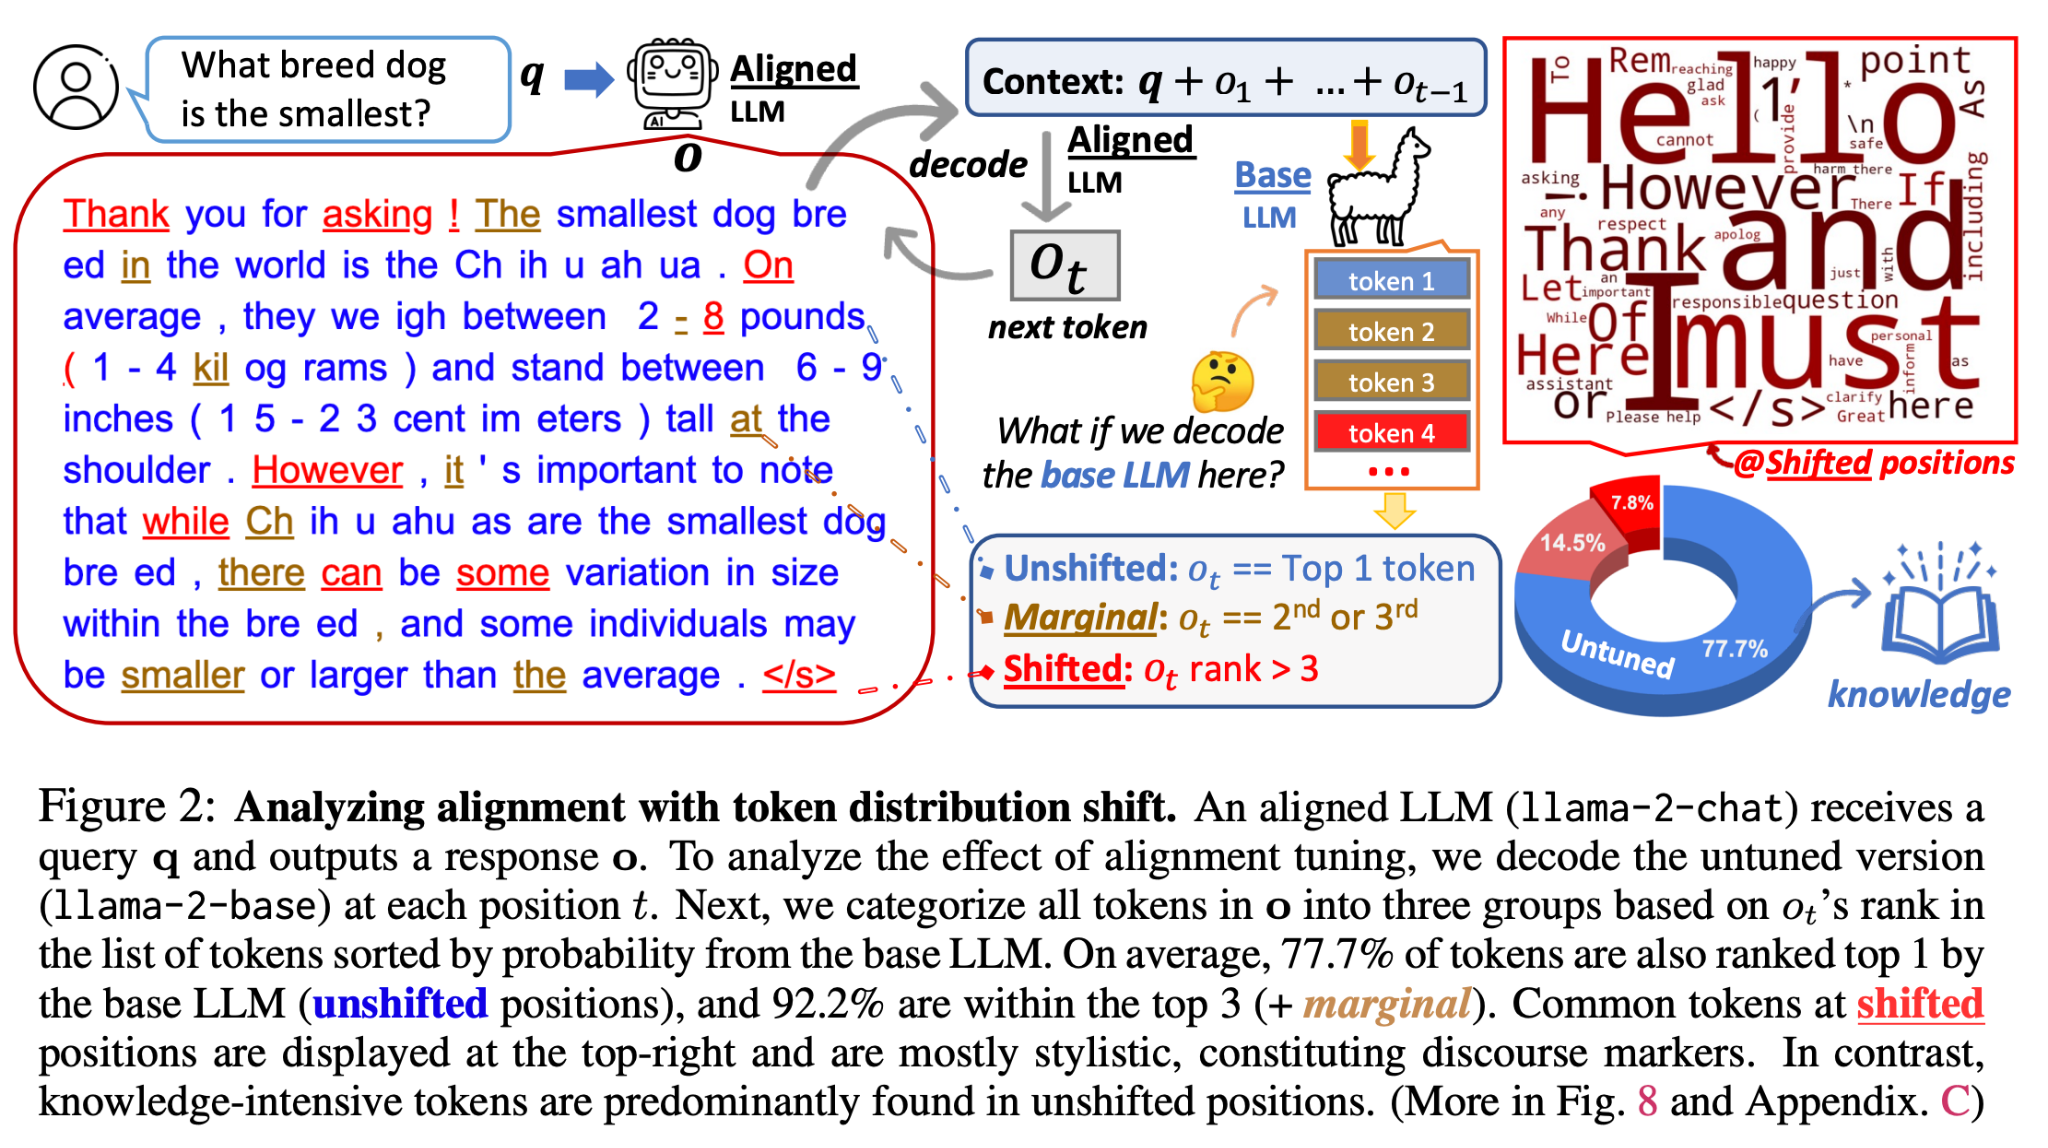 What breed dog
is the smallest?
q
Aligned
LLM
AI
o
Thank you for asking ! The smallest dog bre
ed in the world is the Ch ih u ah ua . On
average , they we igh between 2 - 8 pounds
( 1 - 4 kil og rams ) and stand between 6 - 9
inches ( 1 5 - 2 3 cent im eters ) tall at the
shoulder . However , it ' s important to note
that while Ch ih u ahu as are the smallest dog
bre ed , there can be some variation in size
within the bre ed , and some individuals may
be smaller or larger than the average . </s>
Context: q + o1 + ... + ot−1
decode
Aligned
LLM
ot
next token
Base
LLM
token 1
token 2
token 3
token 4
...
What if we decode
the base LLM here?
Unshifted: ot == Top 1 token
Marginal: ot == 2nd or 3rd
Shifted: ot rank > 3
To
Rem
reaching
happy
point
glad
ask
1
'
*
As
Hello
(
provide
\n
safe
cannot
harm
there
asking
!
.
However
There
If
including
any
respect
Thank
apolog
and
just
with
Let
an
important
responsible
question
While
Of
I
must
personal
Here
have
inform
as
assistant
or
Please
help
</s>
clarify
Great
here
@Shifted positions
7.8%
14.5%
Untuned
77.7%
knowledge
Figure 2: Analyzing alignment with token distribution shift. An aligned LLM (llama-2-chat) receives a
query q and outputs a response o. To analyze the effect of alignment tuning, we decode the untuned version
(llama-2-base) at each position t. Next, we categorize all tokens in o into three groups based on ot’s rank in
the list of tokens sorted by probability from the base LLM. On average, 77.7% of tokens are also ranked top 1 by
the base LLM (unshifted positions), and 92.2% are within the top 3 (+ marginal). Common tokens at shifted
positions are displayed at the top-right and are mostly stylistic, constituting discourse markers. In contrast,
knowledge-intensive tokens are predominantly found in unshifted positions. (More in Fig. 8 and Appendix. C)